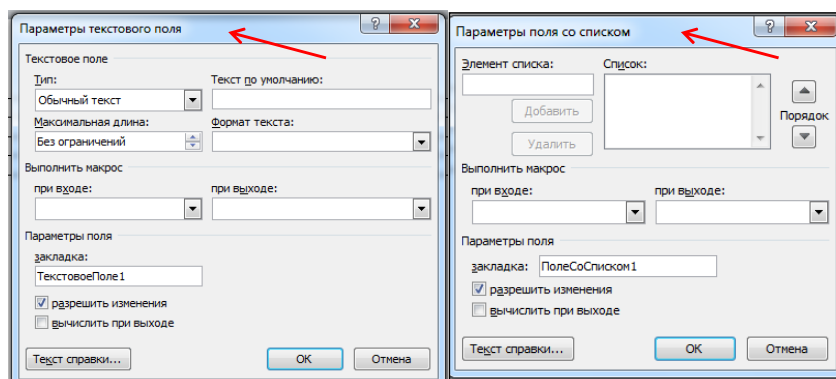 Параметры текстового поля
Текстовое поле
Тип:
Текст по умолчанию:
Обычный текст
Максимальная длина:
Формат текста:
Без ограничений
Выполнить макрос
при входе:
при выходе:
Параметры поля
закладка:
ТекстовоеПоле1
разрешить изменения
вычислить при выходе
Текст справки...
ОК
Отмена
Параметры поля со списком
Элемент списка:
Список:
Добавить
Порядок
Удалить
Выполнить макрос
при входе:
при выходе:
Параметры поля
закладка: ПолеСоСписком1
разрешить изменения
вычислить при выходе
Текст справки...
ОК
Отмена